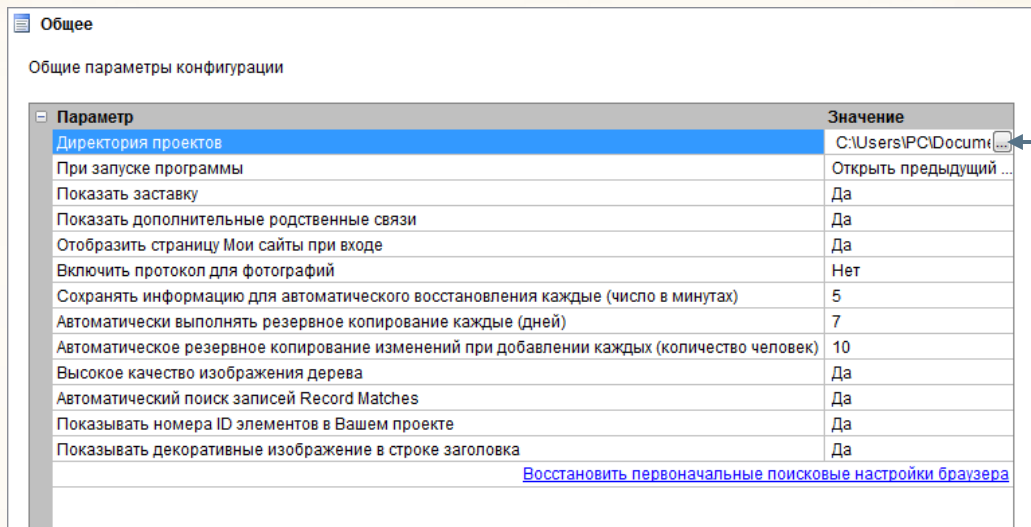 Общее
Общие параметры конфигурации
Параметр Значение
Директория проектов C:\Users\PC\Docume ...
При запуске программы Открыть предыдущий ...
Показать заставку Да
Показать дополнительные родственные связи Да
Отобразить страницу Мои сайты при входе Да
Включить протокол для фотографий Нет
Сохранять информацию для автоматического восстановления каждые (число в минутах) 5
Автоматически выполнять резервное копирование каждые (дней) 7
Автоматическое резервное копирование изменений при добавлении каждых (количество человек) 10
Высокое качество изображения дерева Да
Автоматический поиск записей Record Matches Да
Показывать номера ID элементов в Вашем проекте Да
Показывать декоративные изображение в строке заголовка Да
Восстановить первоначальные поисковые настройки браузера